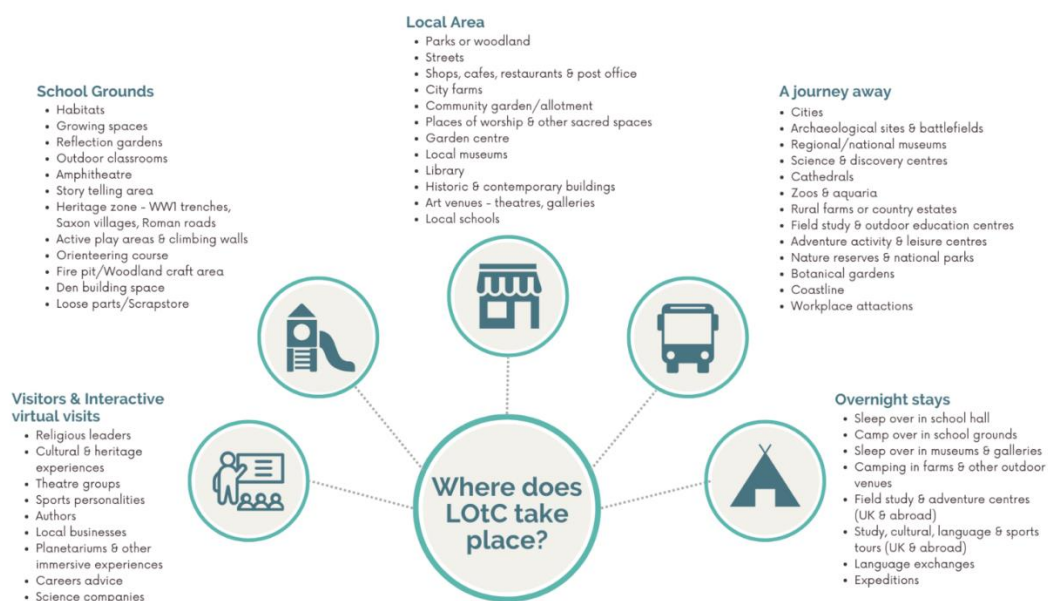 Local Area
• Parks or woodland
• Streets
• Shops, cafes, restaurants & post office
• City farms
• Community garden/allotment
• Places of worship & other sacred spaces
• Garden centre
• Local museums
• Library
• Historic & contemporary buildings
• Art venues - theatres, galleries
• Local schools
School Grounds
• Habitats
• Growing spaces
• Reflection gardens
• Outdoor classrooms
• Amphitheatre
• Story telling area
• Heritage zone - WW1 trenches,
Saxon villages, Roman roads
• Active play areas & climbing walls
• Orienteering course
• Fire pit/Woodland craft area
• Den building space
• Loose parts/Scrapstore
A journey away
• Cities
• Archaeological sites & battlefields
• Regional/national museums
• Science & discovery centres
• Cathedrals
• Zoos & aquaria
• Rural farms or country estates
• Field study & outdoor education centres
• Adventure activity & leisure centres
• Nature reserves & national parks
• Botanical gardens
• Coastline
• Workplace attactions
Visitors & Interactive
virtual visits
• Religious leaders
• Cultural & heritage
experiences
• Theatre groups
• Sports personalities
• Authors
• Local businesses
• Planetariums & other
immersive experiences
• Careers advice
• Science companies
Where does
LOtC take
place?
Overnight stays
• Sleep over in school hall
• Camp over in school grounds
• Sleep over in museums & galleries
• Camping in farms & other outdoor
venues
• Field study & adventure centres
(UK & abroad)
• Study, cultural, language & sports
tours (UK & abroad)
• Language exchanges
• Expeditions